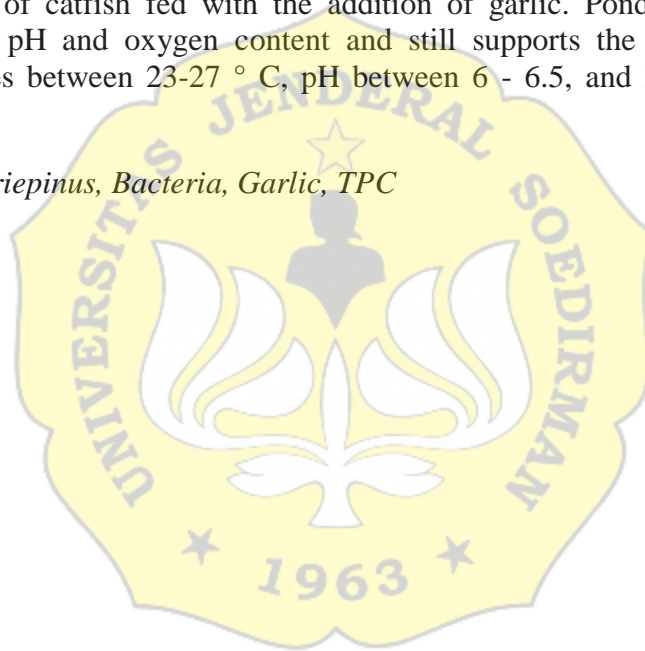 of catfish fed with the addition of garlic. Pond
pH and oxygen content and still supports the
es between 23-27 ° C, pH between 6 - 6.5, and
riepinus, Bacteria, Garlic, TPC
UNIVERSITAS JENDERAL SOEDIRMAN
1963